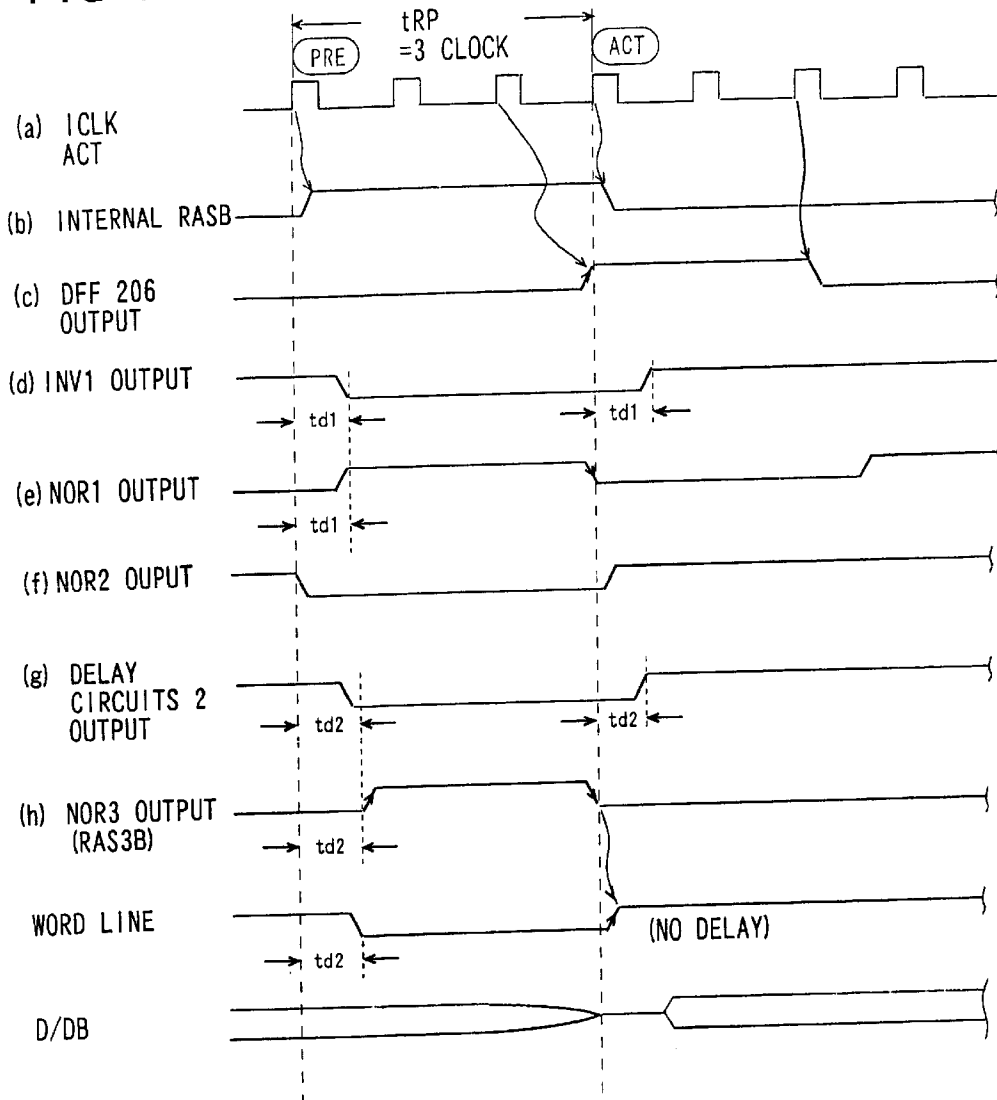 tRP
=3 CLOCK
PRE
ACT
(a) ICLK
ACT
(b) INTERNAL RASB
(c) DFF 206
OUTPUT
(d) INV1 OUTPUT
td1
td1
(e) NOR1 OUTPUT
td1
(f) NOR2 OUPUT
(g) DELAY
CIRCUITS 2
OUTPUT
td2
td2
(h) NOR3 OUTPUT
(RAS3B)
td2
WORD LINE
(NO DELAY)
td2
D/DB